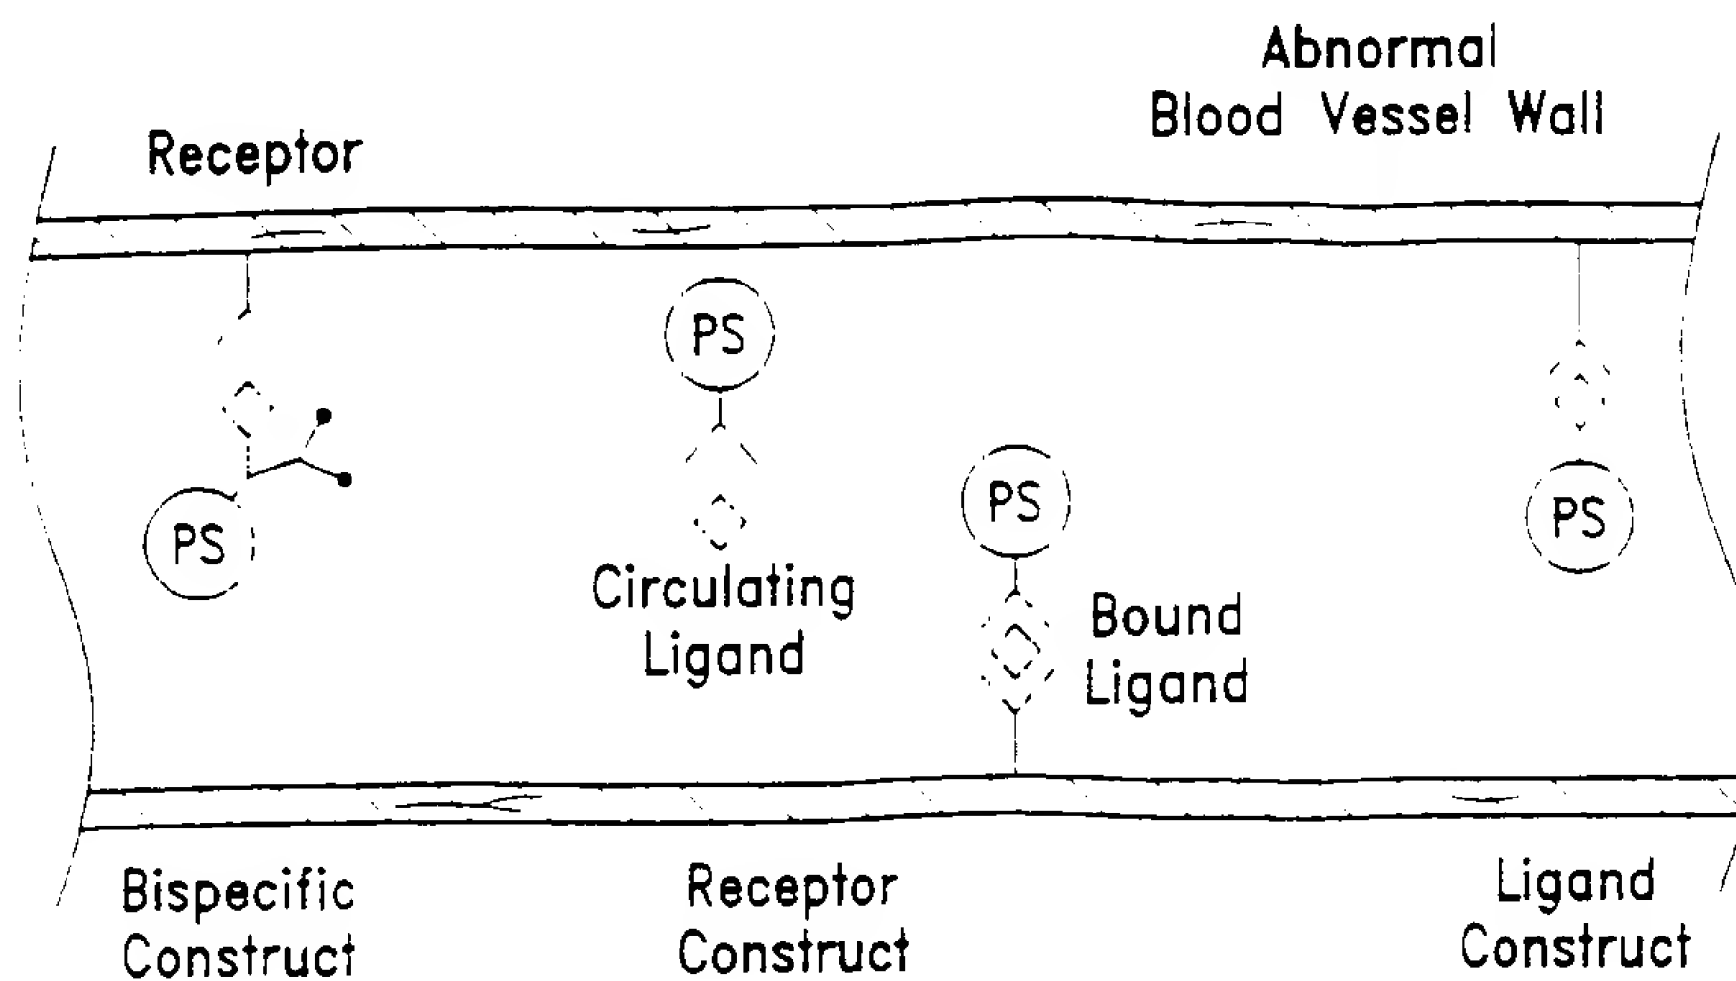 Abnormal
Blood Vessel Wall
Receptor
PS
PS
PS
PS
Circulating
Ligand
Bound
Ligand
Bispecific
Construct
Receptor
Construct
Ligand
Construct